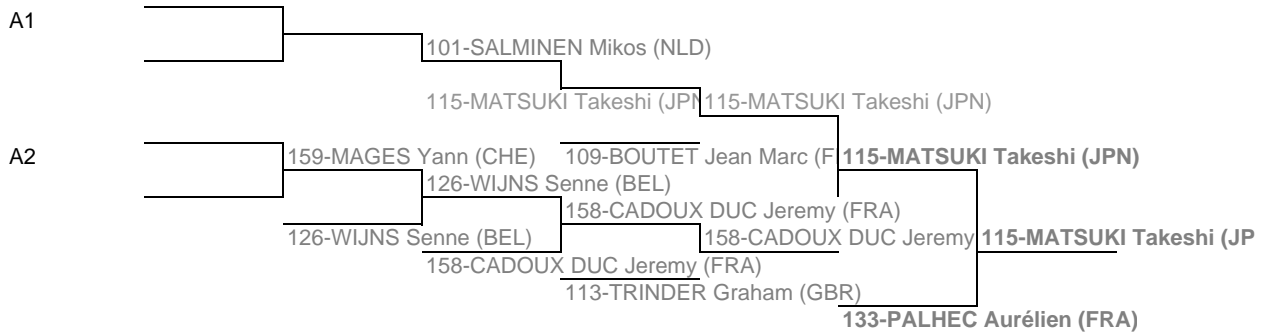 A1
101-SALMINEN Mikos (NLD)
115-MATSUKI Takeshi (JPN
115-MATSUKI Takeshi (JPN)
A2
159-MAGES Yann (CHE)
109-BOUTET Jean Marc (F
115-MATSUKI Takeshi (JPN)
126-WIJNS Senne (BEL)
158-CADOUX DUC Jeremy (FRA)
126-WIJNS Senne (BEL)
158-CADOUX DUC Jeremy
115-MATSUKI Takeshi (JP
158-CADOUX DUC Jeremy (FRA)
113-TRINDER Graham (GBR)
133-PALHEC Aurélien (FRA)